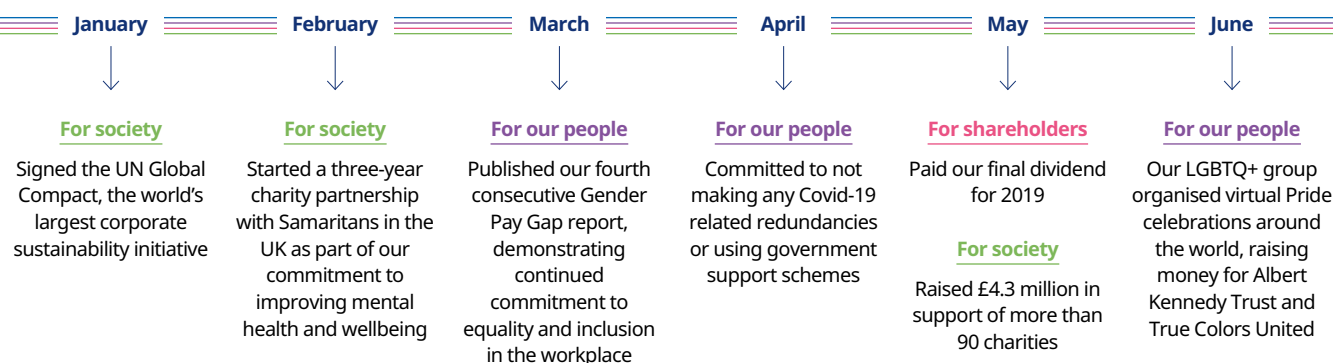 January
February
March
April
May
June
For society
Signed the UN Global
Compact, the world's
largest corporate
sustainability initiative
For society
Started a three-year
charity partnership
with Samaritans in the
UK as part of our
commitment to
improving mental
health and wellbeing
For our people
Published our fourth
consecutive Gender
Pay Gap report,
demonstrating
continued
commitment to
equality and inclusion
in the workplace
For our people
Committed to not
making any Covid-19
related redundancies
or using government
support schemes
For shareholders
Paid our final dividend
for 2019
For society
Raised £4.3 million in
support of more than
90 charities
For our people
Our LGBTQ+ group
organised virtual Pride
celebrations around
the world, raising
money for Albert
Kennedy Trust and
True Colors United